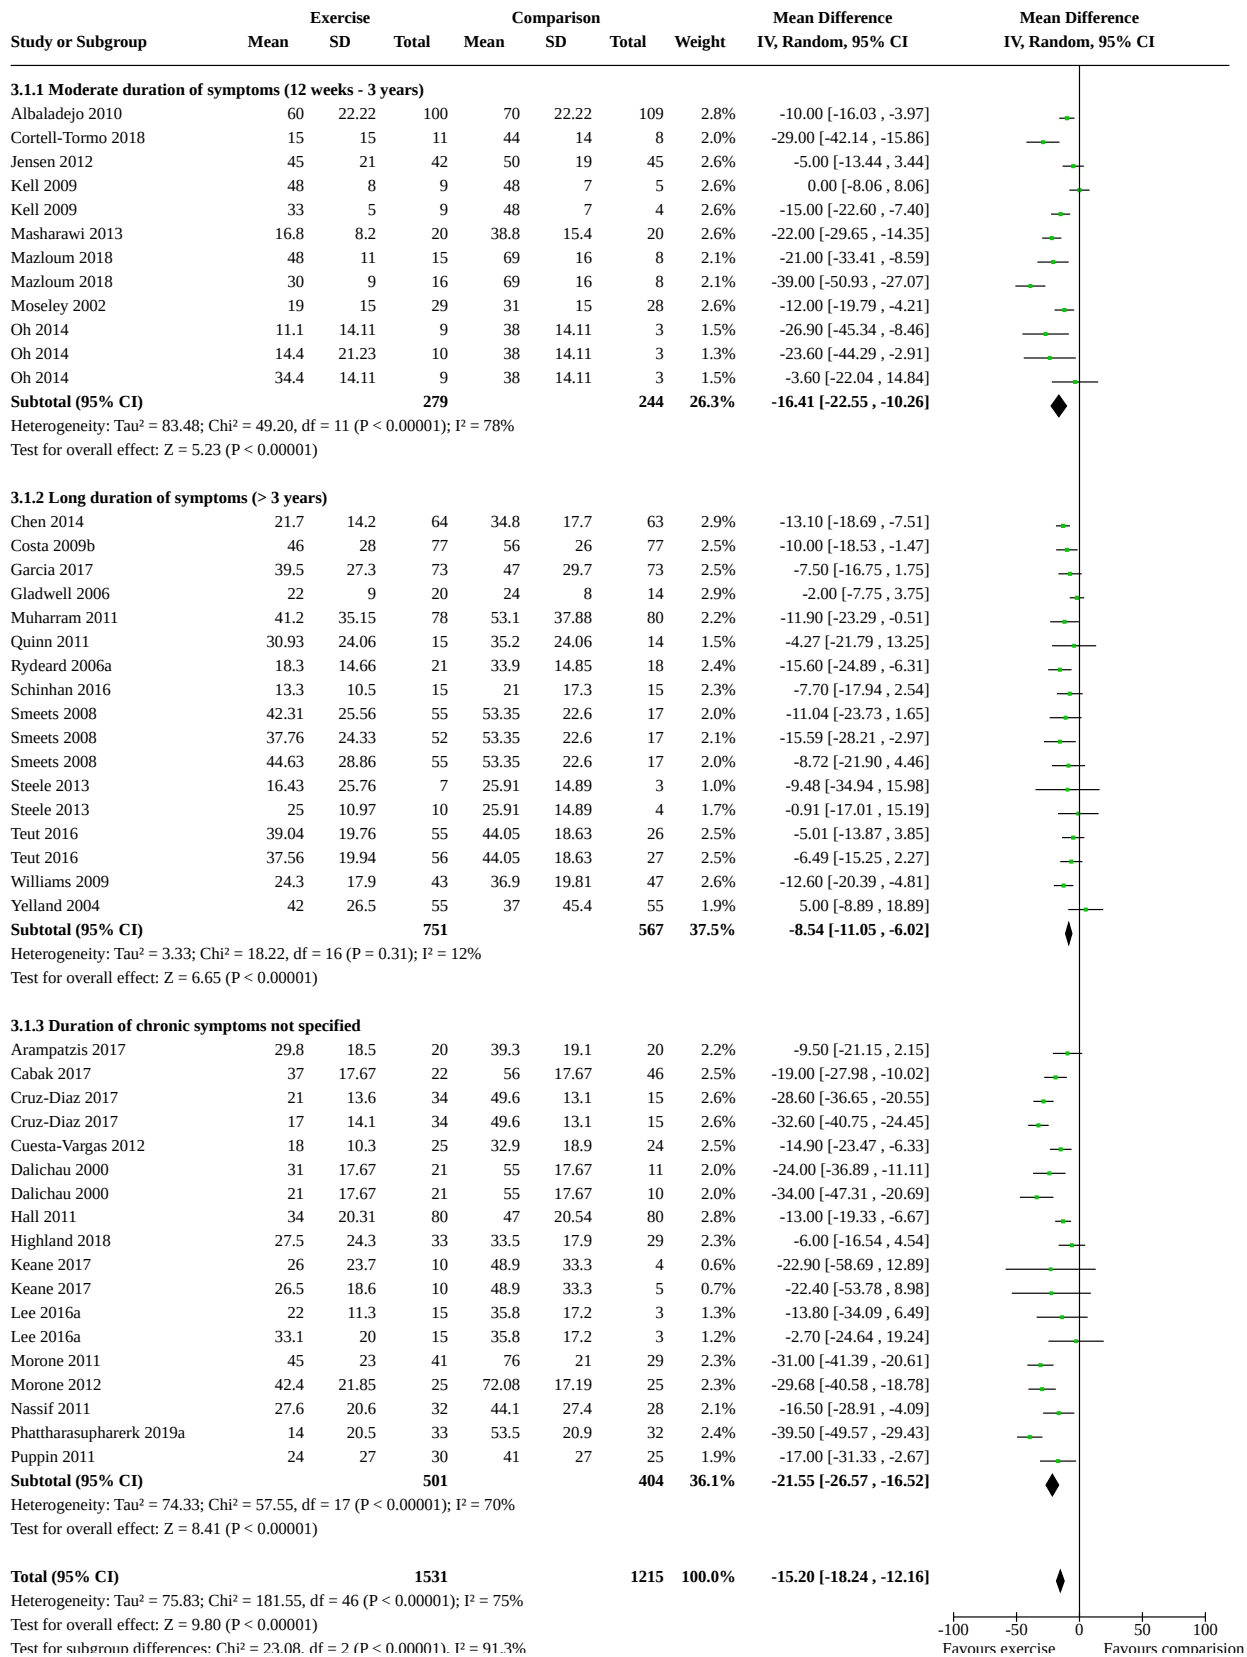 Exercise Comparison Mean Difference Mean Difference
Study or Subgroup Mean SD Total Mean SD Total Weight IV, Random, 95% CI IV, Random, 95% CI
3.1.1 Moderate duration of symptoms (12 weeks - 3 years)
Albaladejo 2010 60 22.22 100 70 22.22 109 2.8% -10.00 [-16.03 , -3.97]
Cortell-Tormo 2018 15 15 11 44 14 8 2.0% -29.00 [-42.14 , -15.86]
Jensen 2012 45 21 42 50 19 45 2.6% -5.00 [-13.44 , 3.44]
Kell 2009 48 8 9 48 7 5 2.6% 0.00 [-8.06 , 8.06]
Kell 2009 33 5 9 48 7 4 2.6% -15.00 [-22.60 , -7.40]
Masharawi 2013 16.8 8.2 20 38.8 15.4 20 2.6% -22.00 [-29.65 , -14.35]
Mazloum 2018 48 11 15 69 16 8 2.1% -21.00 [-33.41 , -8.59]
Mazloum 2018 30 9 16 69 16 8 2.1% -39.00 [-50.93 , -27.07]
Moseley 2002 19 15 29 31 15 28 2.6% -12.00 [-19.79 , -4.21]
Oh 2014 11.1 14.11 9 38 14.11 3 1.5% -26.90 [-45.34 , -8.46]
Oh 2014 14.4 21.23 10 38 14.11 3 1.3% -23.60 [-44.29 , -2.91]
Oh 2014 34.4 14.11 9 38 14.11 3 1.5% -3.60 [-22.04 , 14.84]
Subtotal (95% CI) 279 244 26.3% -16.41 [-22.55 , -10.26]
Heterogeneity: Tau² = 83.48; Chi² = 49.20, df = 11 (P < 0.00001); I² = 78%
Test for overall effect: Z = 5.23 (P < 0.00001)
3.1.2 Long duration of symptoms (> 3 years)
Chen 2014 21.7 14.2 64 34.8 17.7 63 2.9% -13.10 [-18.69 , -7.51]
Costa 2009b 46 28 77 56 26 77 2.5% -10.00 [-18.53 , -1.47]
Garcia 2017 39.5 27.3 73 47 29.7 73 2.5% -7.50 [-16.75 , 1.75]
Gladwell 2006 22 9 20 24 8 14 2.9% -2.00 [-7.75 , 3.75]
Muharram 2011 41.2 35.15 78 53.1 37.88 80 2.2% -11.90 [-23.29 , -0.51]
Quinn 2011 30.93 24.06 15 35.2 24.06 14 1.5% -4.27 [-21.79 , 13.25]
Rydeard 2006a 18.3 14.66 21 33.9 14.85 18 2.4% -15.60 [-24.89 , -6.31]
Schinhan 2016 13.3 10.5 15 21 17.3 15 2.3% -7.70 [-17.94 , 2.54]
Smeets 2008 42.31 25.56 55 53.35 22.6 17 2.0% -11.04 [-23.73 , 1.65]
Smeets 2008 37.76 24.33 52 53.35 22.6 17 2.1% -15.59 [-28.21 , -2.97]
Smeets 2008 44.63 28.86 55 53.35 22.6 17 2.0% -8.72 [-21.90 , 4.46]
Steele 2013 16.43 25.76 7 25.91 14.89 3 1.0% -9.48 [-34.94 , 15.98]
Steele 2013 25 10.97 10 25.91 14.89 4 1.7% -0.91 [-17.01 , 15.19]
Teut 2016 39.04 19.76 55 44.05 18.63 26 2.5% -5.01 [-13.87 , 3.85]
Teut 2016 37.56 19.94 56 44.05 18.63 27 2.5% -6.49 [-15.25 , 2.27]
Williams 2009 24.3 17.9 43 36.9 19.81 47 2.6% -12.60 [-20.39 , -4.81]
Yelland 2004 42 26.5 55 37 45.4 55 1.9% 5.00 [-8.89 , 18.89]
Subtotal (95% CI) 751 567 37.5% -8.54 [-11.05 , -6.02]
Heterogeneity: Tau² = 3.33; Chi² = 18.22, df = 16 (P = 0.31); I² = 12%
Test for overall effect: Z = 6.65 (P < 0.00001)
3.1.3 Duration of chronic symptoms not specified
Arampatzis 2017 29.8 18.5 20 39.3 19.1 20 2.2% -9.50 [-21.15 , 2.15]
Cabak 2017 37 17.67 22 56 17.67 46 2.5% -19.00 [-27.98 , -10.02]
Cruz-Diaz 2017 21 13.6 34 49.6 13.1 15 2.6% -28.60 [-36.65 , -20.55]
Cruz-Diaz 2017 17 14.1 34 49.6 13.1 15 2.6% -32.60 [-40.75 , -24.45]
Cuesta-Vargas 2012 18 10.3 25 32.9 18.9 24 2.5% -14.90 [-23.47 , -6.33]
Dalichau 2000 31 17.67 21 55 17.67 11 2.0% -24.00 [-36.89 , -11.11]
Dalichau 2000 21 17.67 21 55 17.67 10 2.0% -34.00 [-47.31 , -20.69]
Hall 2011 34 20.31 80 47 20.54 80 2.8% -13.00 [-19.33 , -6.67]
Highland 2018 27.5 24.3 33 33.5 17.9 29 2.3% -6.00 [-16.54 , 4.54]
Keane 2017 26 23.7 10 48.9 33.3 4 0.6% -22.90 [-58.69 , 12.89]
Keane 2017 26.5 18.6 10 48.9 33.3 5 0.7% -22.40 [-53.78 , 8.98]
Lee 2016a 22 11.3 15 35.8 17.2 3 1.3% -13.80 [-34.09 , 6.49]
Lee 2016a 33.1 20 15 35.8 17.2 3 1.2% -2.70 [-24.64 , 19.24]
Morone 2011 45 23 41 76 21 29 2.3% -31.00 [-41.39 , -20.61]
Morone 2012 42.4 21.85 25 72.08 17.19 25 2.3% -29.68 [-40.58 , -18.78]
Nassif 2011 27.6 20.6 32 44.1 27.4 28 2.1% -16.50 [-28.91 , -4.09]
Phattharasupharerk 2019a 14 20.5 33 53.5 20.9 32 2.4% -39.50 [-49.57 , -29.43]
Puppin 2011 24 27 30 41 27 25 1.9% -17.00 [-31.33 , -2.67]
Subtotal (95% CI) 501 404 36.1% -21.55 [-26.57 , -16.52]
Heterogeneity: Tau² = 74.33; Chi² = 57.55, df = 17 (P < 0.00001); I² = 70%
Test for overall effect: Z = 8.41 (P < 0.00001)
Total (95% CI) 1531 1215 100.0% -15.20 [-18.24 , -12.16]
Heterogeneity: Tau² = 75.83; Chi² = 181.55, df = 46 (P < 0.00001); I² = 75%
Test for overall effect: Z = 9.80 (P < 0.00001)
-100 -50 0 50 100
Test for subgroup differences: Chi² = 23.08, df = 2 (P < 0.00001), I² = 91.3%
Favours exercise Favours comparison